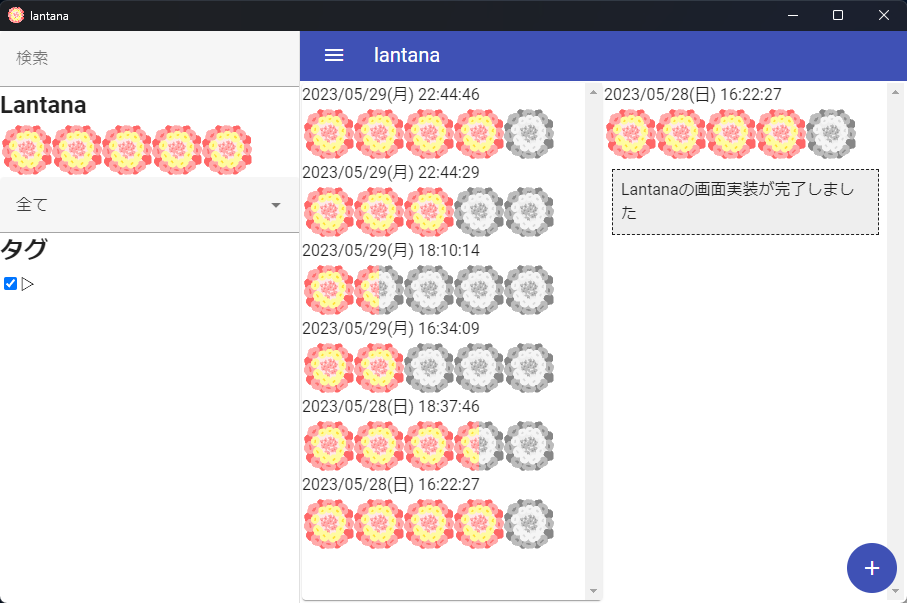 lantana
検索
Lantana
全て
タグ
lantana
2023/05/29(月) 22:44:46
2023/05/29(月) 22:44:29
2023/05/29(月) 18:10:14
2023/05/29(月) 16:34:09
2023/05/28(日) 18:37:46
2023/05/28(日) 16:22:27
2023/05/28(日) 16:22:27
Lantanaの画面実装が完了しまし
た